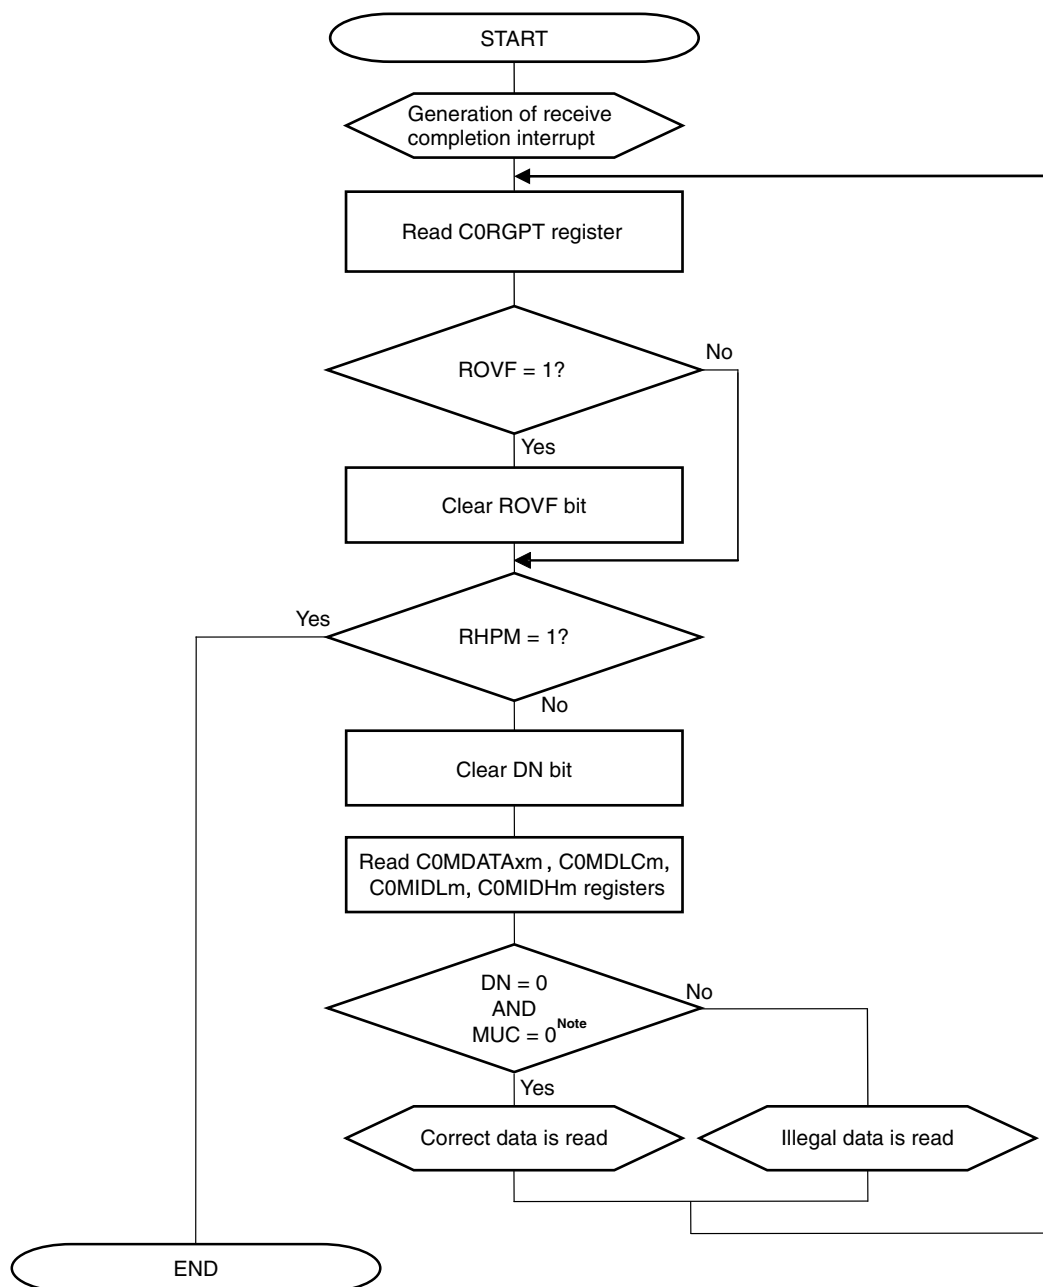 START
Generation of receive
completion interrupt
Read C0RGPT register
ROVF = 1?
No
Yes
Clear ROVF bit
Yes
RHPM = 1?
No
Clear DN bit
Read C0MDATAxm , C0MDLCm,
C0MIDLm, C0MIDHm registers
DN = 0
AND
MUC = 0Note
No
Yes
Correct data is read
Illegal data is read
END